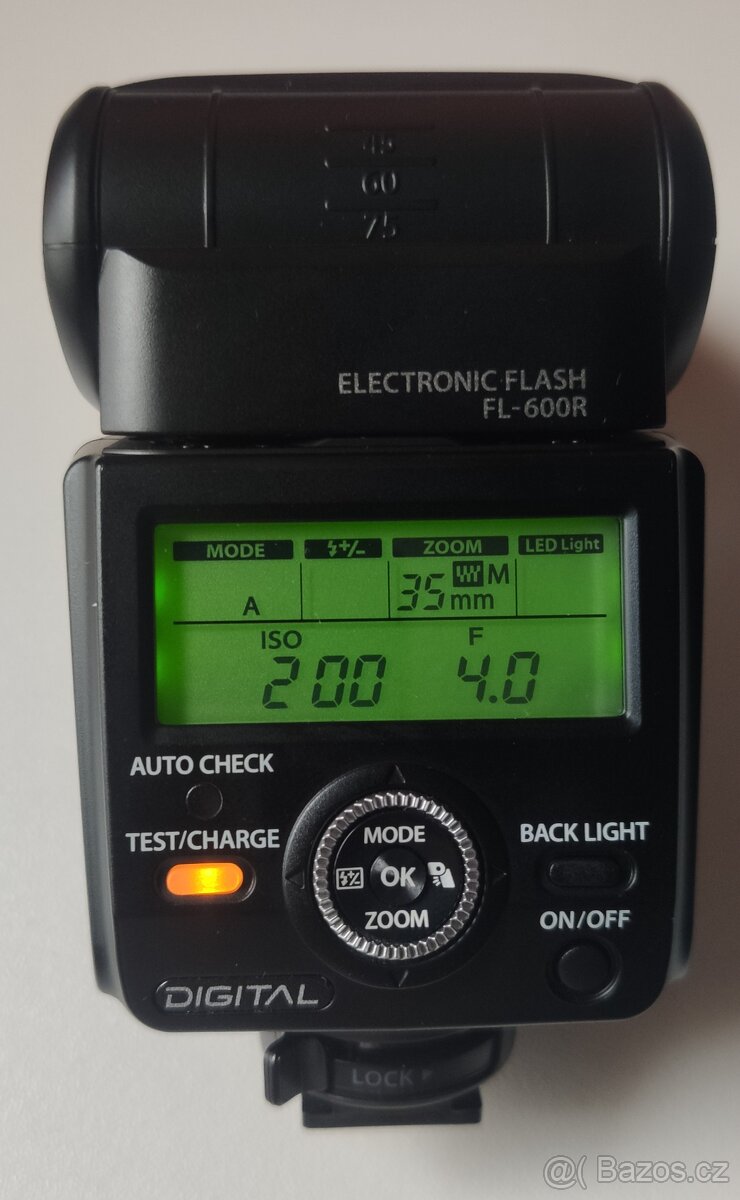 45
60
75
ELECTRONIC FLASH
FL-600R
MODE +/– ZOOM LED Light
A 35 mm M
ISO F
200 4.0
AUTO CHECK
TEST/CHARGE
BACK LIGHT
MODE
OK
ZOOM
ON/OFF
DIGITAL
LOCK
@( Bazos.cz